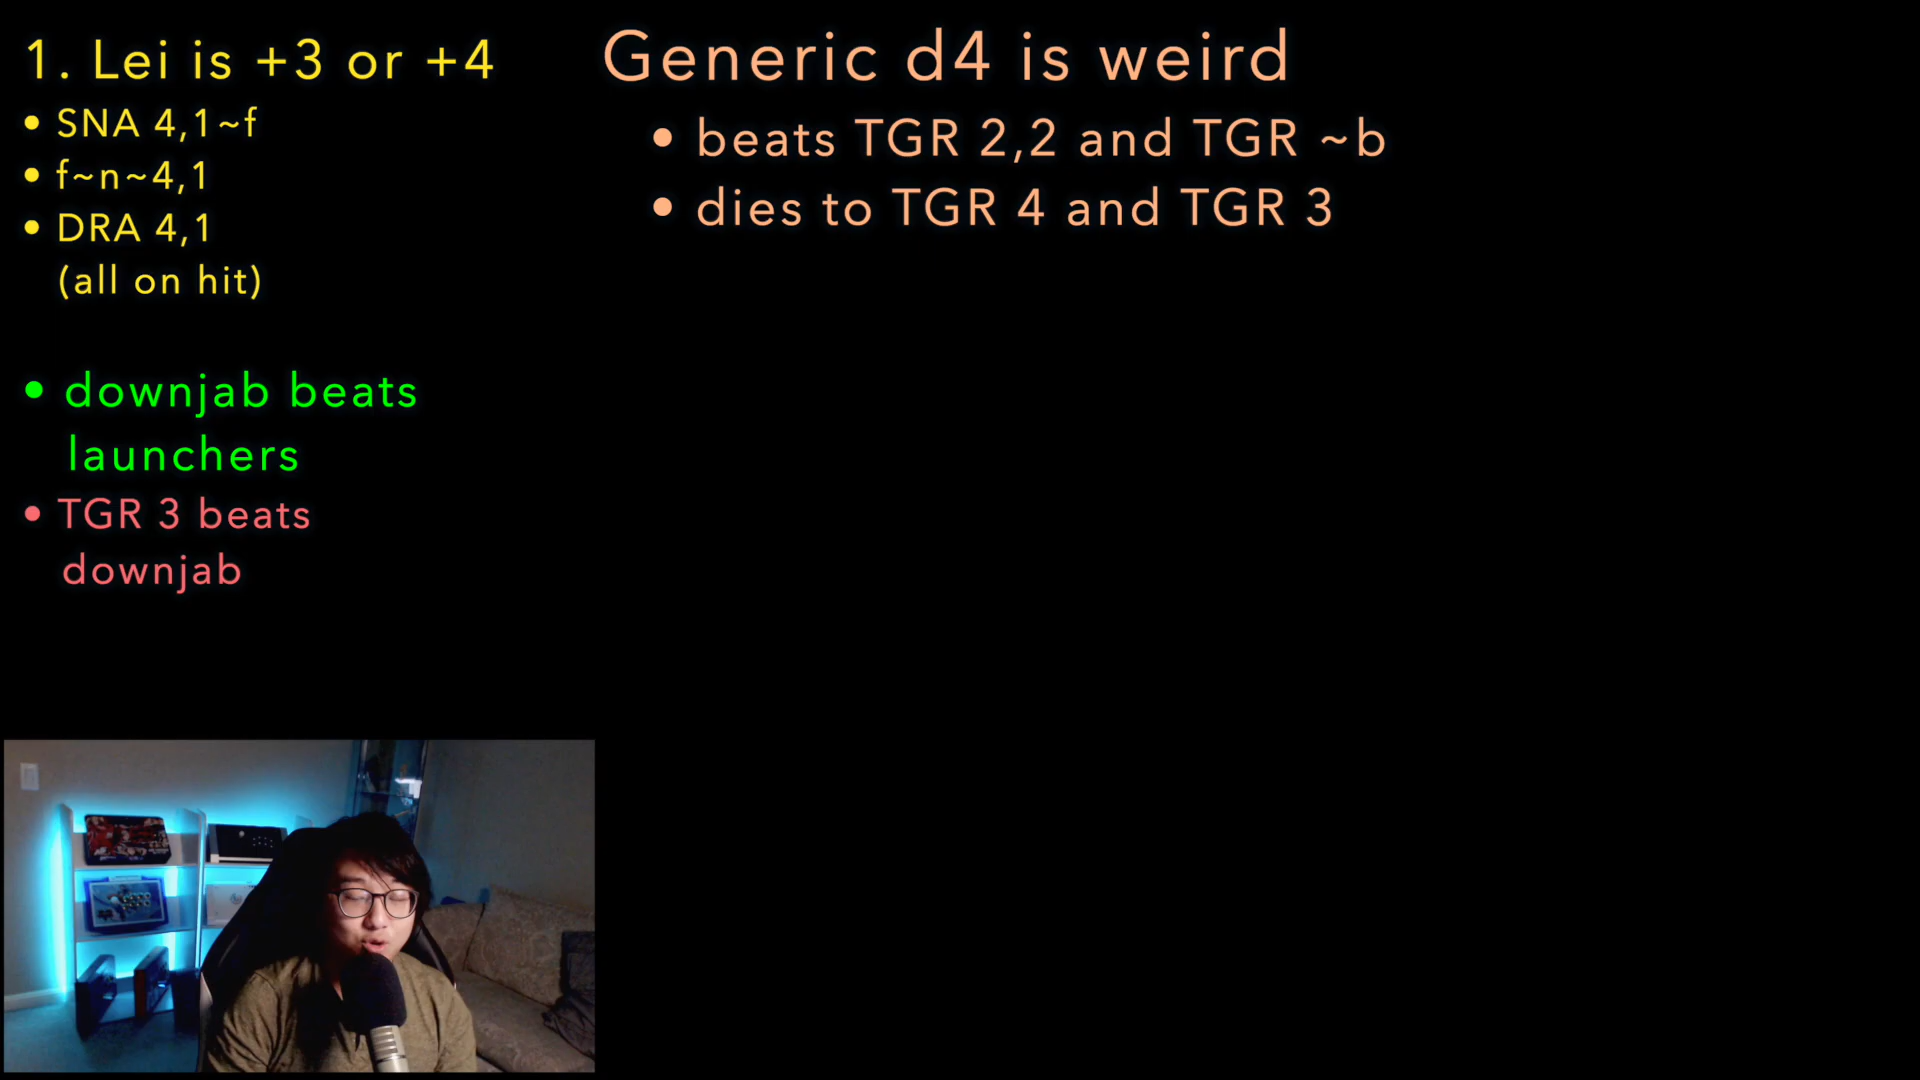 1. Lei is +3 or +4
• SNA 4,1~f
• f~n~4,1
• DRA 4,1
(all on hit)
• downjab beats
launchers
• TGR 3 beats
downjab
Generic d4 is weird
• beats TGR 2,2 and TGR ~b
• dies to TGR 4 and TGR 3